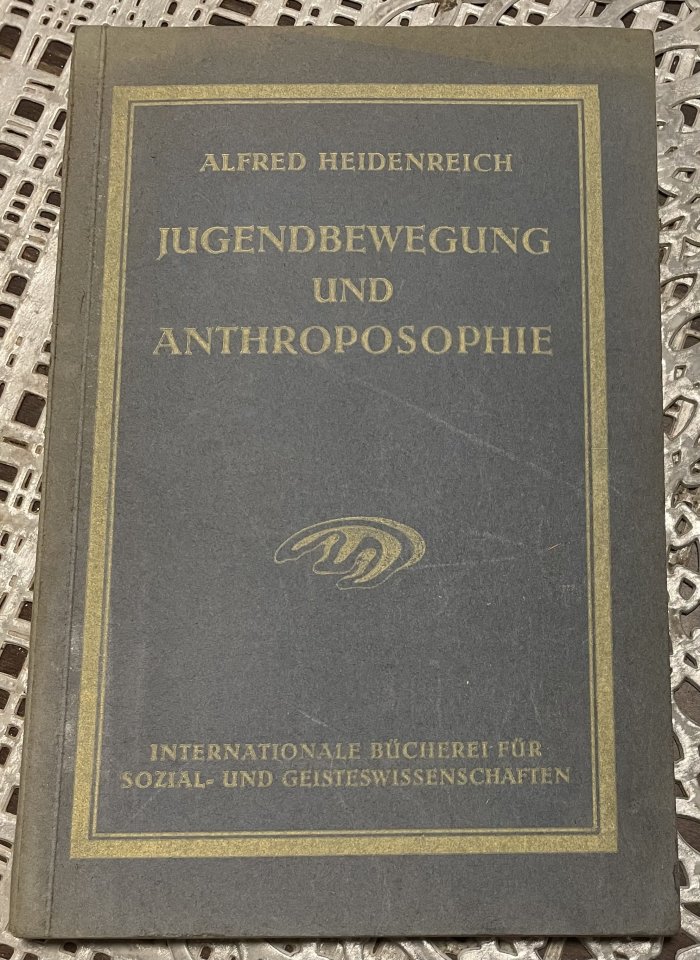 ALFRED HEIDENREICH
JUGENDBEWEGUNG
UND
ANTHROPOSOPHIE
INTERNATIONALE BÜCHEREI FÜR
SOZIAL- UND GEISTESWISSENSCHAFTEN